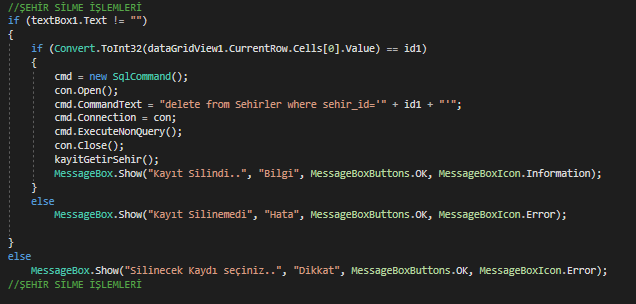 //ŞEHİR SİLME İŞLEMLERİ
if (textBox1.Text != "")
{
if (Convert.ToInt32(dataGridView1.CurrentRow.Cells[0].Value) == id1)
{
cmd = new SqlCommand();
con.Open();
cmd.CommandText = "delete from Sehirler where sehir_id='" + id1 + "'";
cmd.Connection = con;
cmd.ExecuteNonQuery();
con.Close();
kayitGetirSehir();
MessageBox.Show("Kayıt Silindi..", "Bilgi", MessageBoxButtons.OK, MessageBoxIcon.Information);
}
else
MessageBox.Show("Kayıt Silinemedi", "Hata", MessageBoxButtons.OK, MessageBoxIcon.Error);
}
else
MessageBox.Show("Silinecek Kaydı seçiniz..", "Dikkat", MessageBoxButtons.OK, MessageBoxIcon.Error);
//ŞEHİR SİLME İŞLEMLERİ